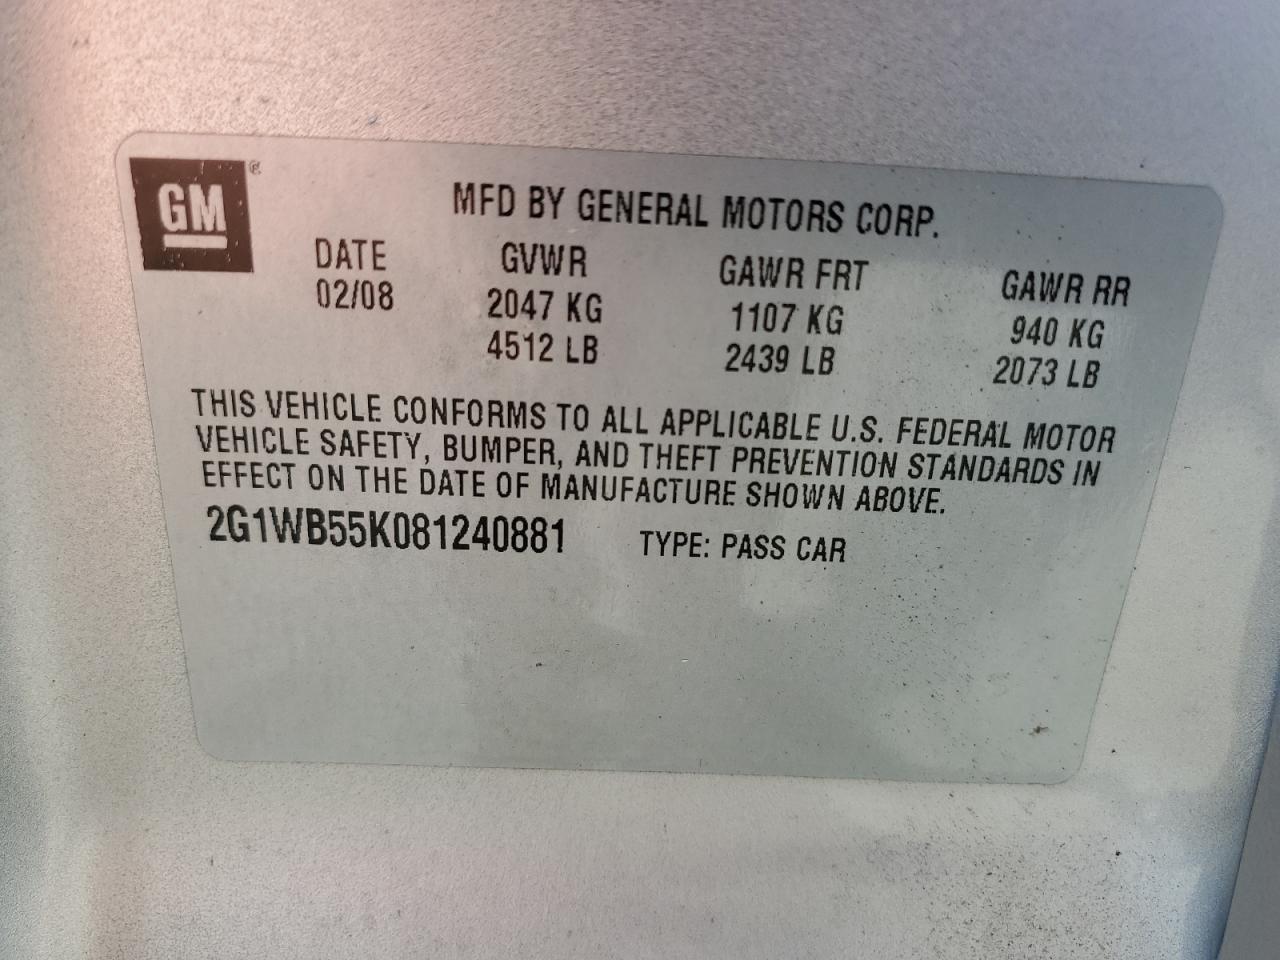 GM ®
MFD BY GENERAL MOTORS CORP.
DATE GVWR GAWR FRT GAWR RR
02/08 2047 KG 1107 KG 940 KG
4512 LB 2439 LB 2073 LB
THIS VEHICLE CONFORMS TO ALL APPLICABLE U.S. FEDERAL MOTOR
VEHICLE SAFETY, BUMPER, AND THEFT PREVENTION STANDARDS IN
EFFECT ON THE DATE OF MANUFACTURE SHOWN ABOVE.
2G1WB55K081240881 TYPE: PASS CAR